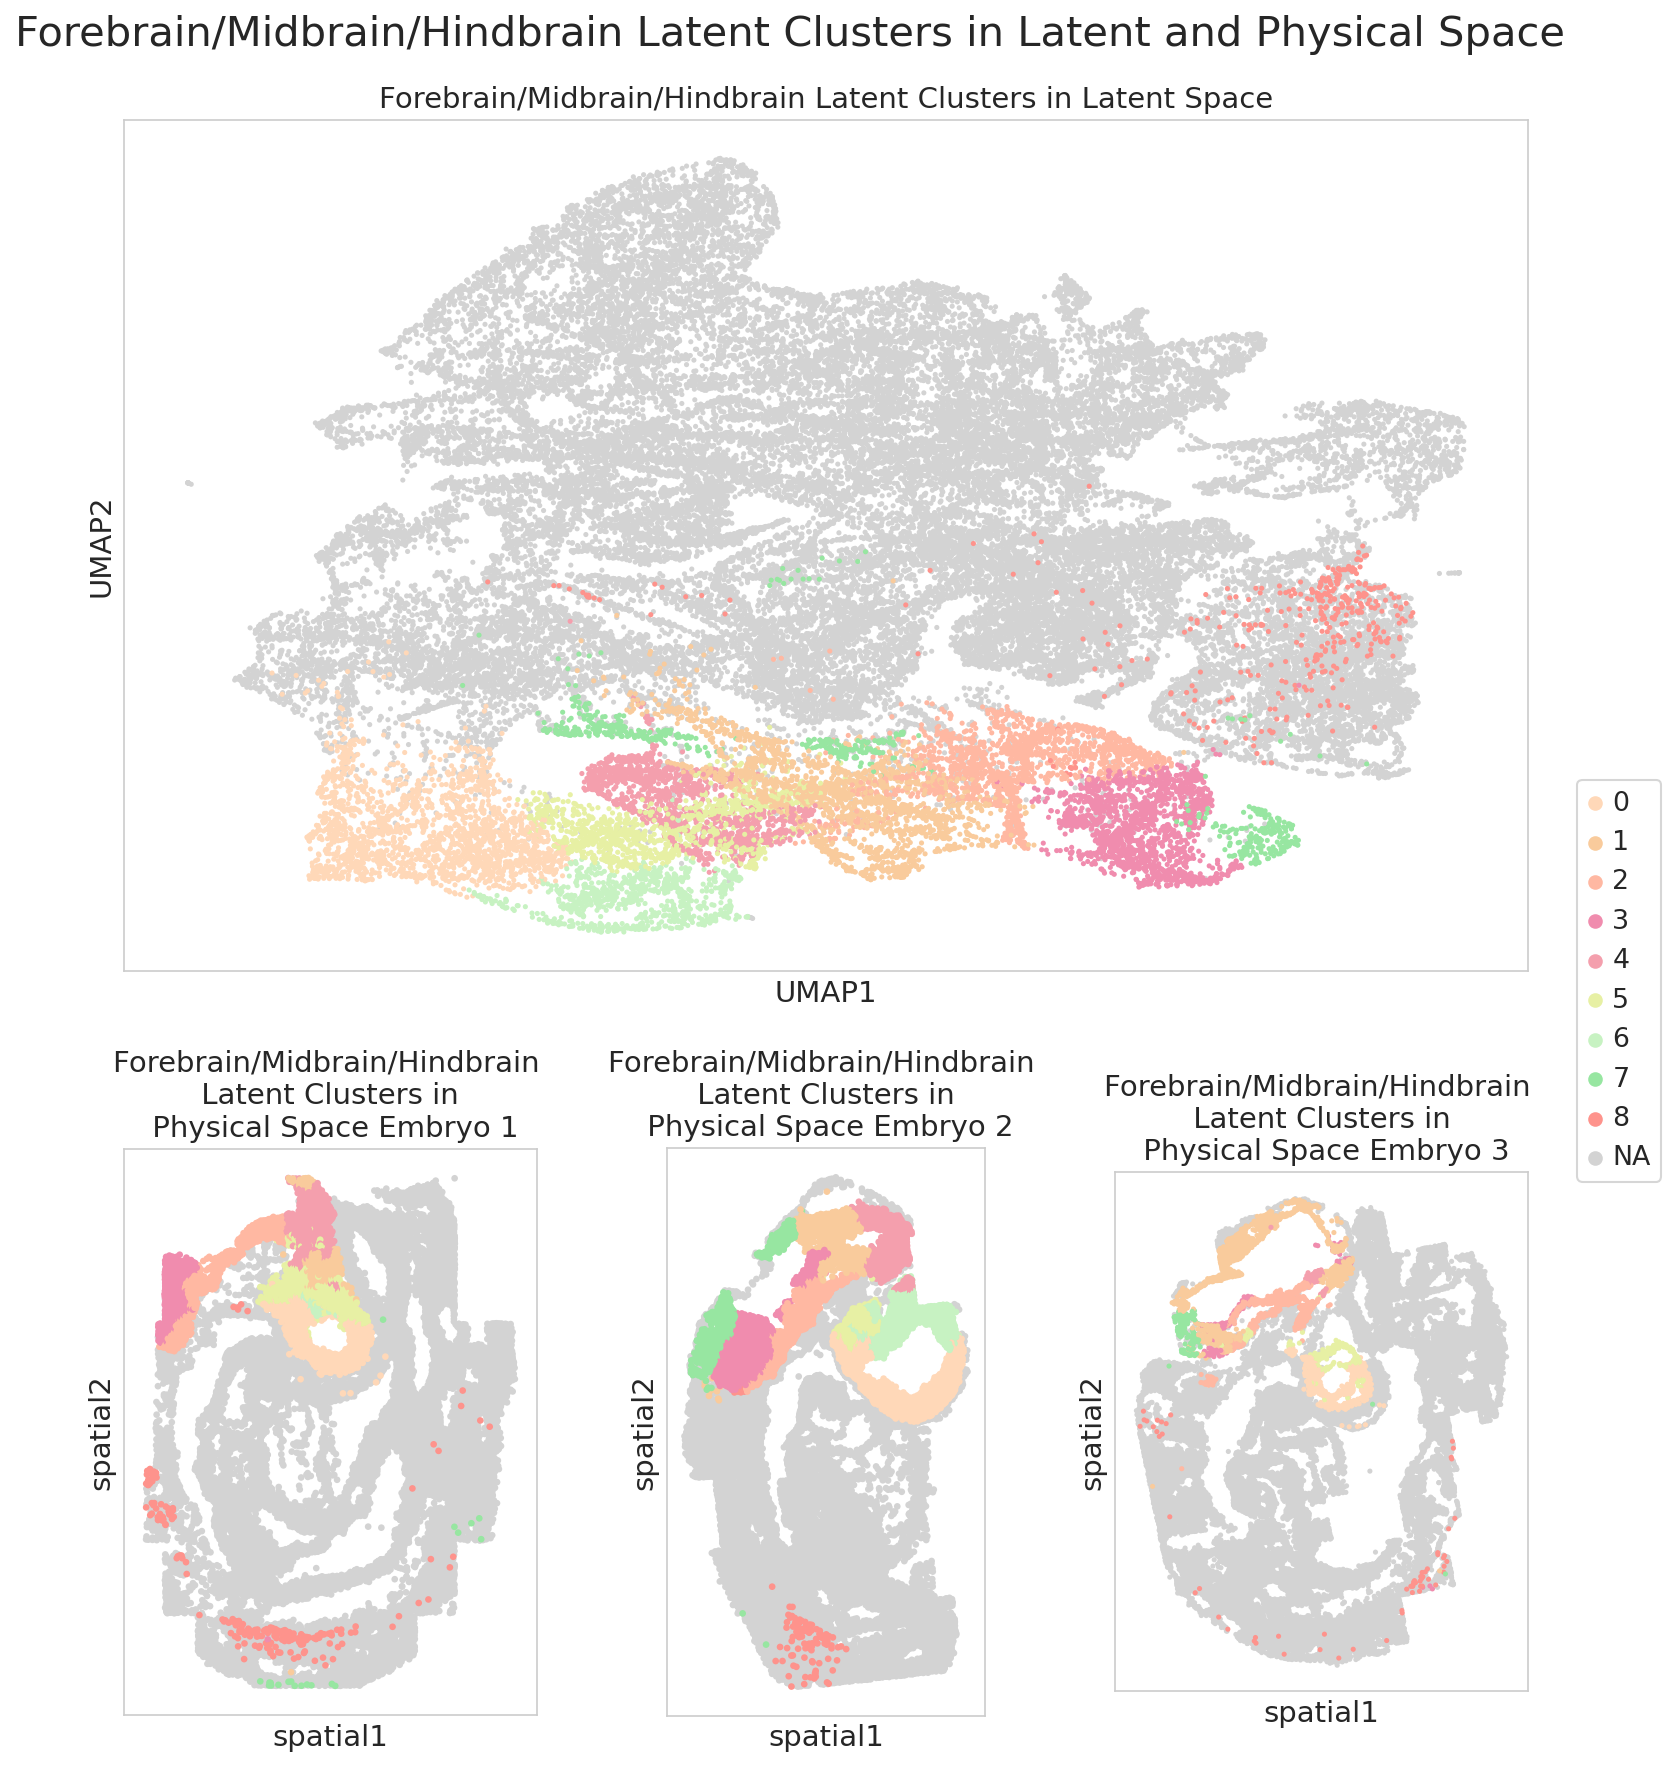 Forebrain/Midbrain/Hindbrain Latent Clusters in Latent and Physical Space
Forebrain/Midbrain/Hindbrain Latent Clusters in Latent Space
UMAP2
UMAP1
0
1
2
3
4
5
6
7
8
NA
Forebrain/Midbrain/Hindbrain
Latent Clusters in
Physical Space Embryo 1
spatial2
spatial1
Forebrain/Midbrain/Hindbrain
Latent Clusters in
Physical Space Embryo 2
spatial2
spatial1
Forebrain/Midbrain/Hindbrain
Latent Clusters in
Physical Space Embryo 3
spatial2
spatial1